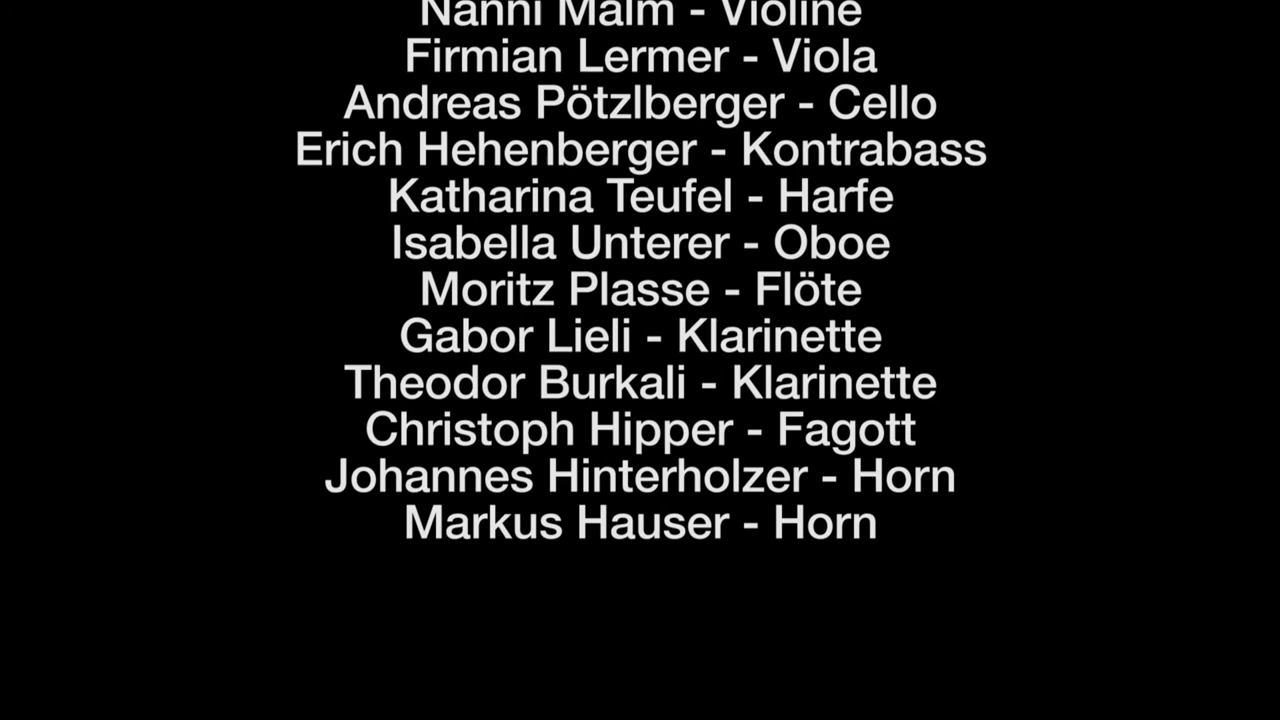 Nanni Malm - Violine
Firmian Lermer - Viola
Andreas Pötzlberger - Cello
Erich Hehenberger - Kontrabass
Katharina Teufel - Harfe
Isabella Unterer - Oboe
Moritz Plasse - Flöte
Gabor Lieli - Klarinette
Theodor Burkali - Klarinette
Christoph Hipper - Fagott
Johannes Hinterholzer - Horn
Markus Hauser - Horn